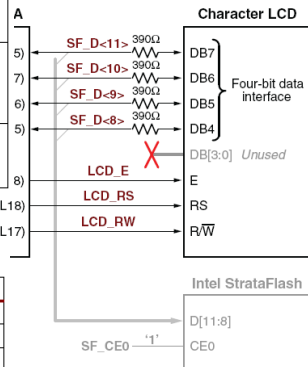 A
Character LCD
5)
SF_D<11>
390Ω
DB7
7)
SF_D<10>
390Ω
DB6
6)
SF_D<9>
390Ω
DB5
5)
SF_D<8>
390Ω
DB4
Four-bit data
interface
DB[3:0] Unused
8)
LCD_E
E
L18)
LCD_RS
RS
L17)
LCD_RW
R/W
Intel StrataFlash
D[11:8]
SF_CE0
‘1’
CE0